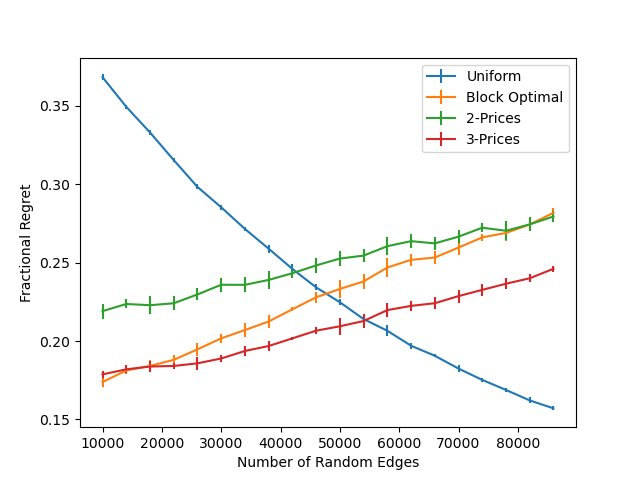 Uniform
Block Optimal
2-Prices
3-Prices
Fractional Regret
0.35
0.30
0.25
0.20
0.15
10000 20000 30000 40000 50000 60000 70000 80000
Number of Random Edges